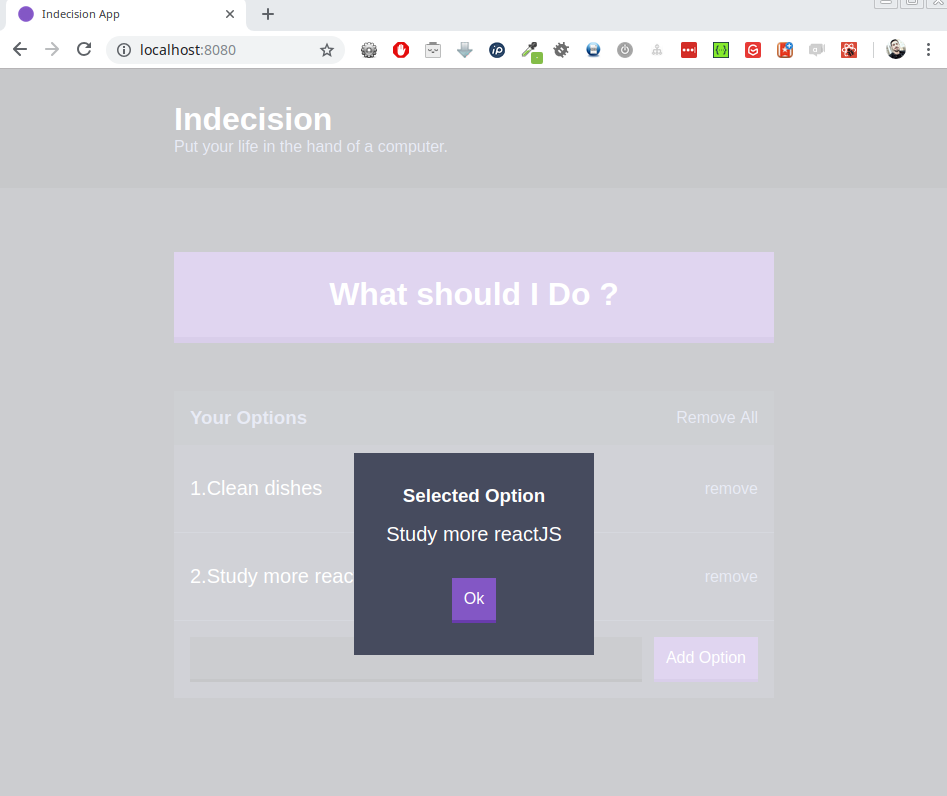 Indecision App
localhost:8080
Indecision
Put your life in the hand of a computer.
What should I Do ?
Your Options
Remove All
1.Clean dishes
remove
Selected Option
Study more reactJS
Ok
2.Study more reac
remove
Add Option